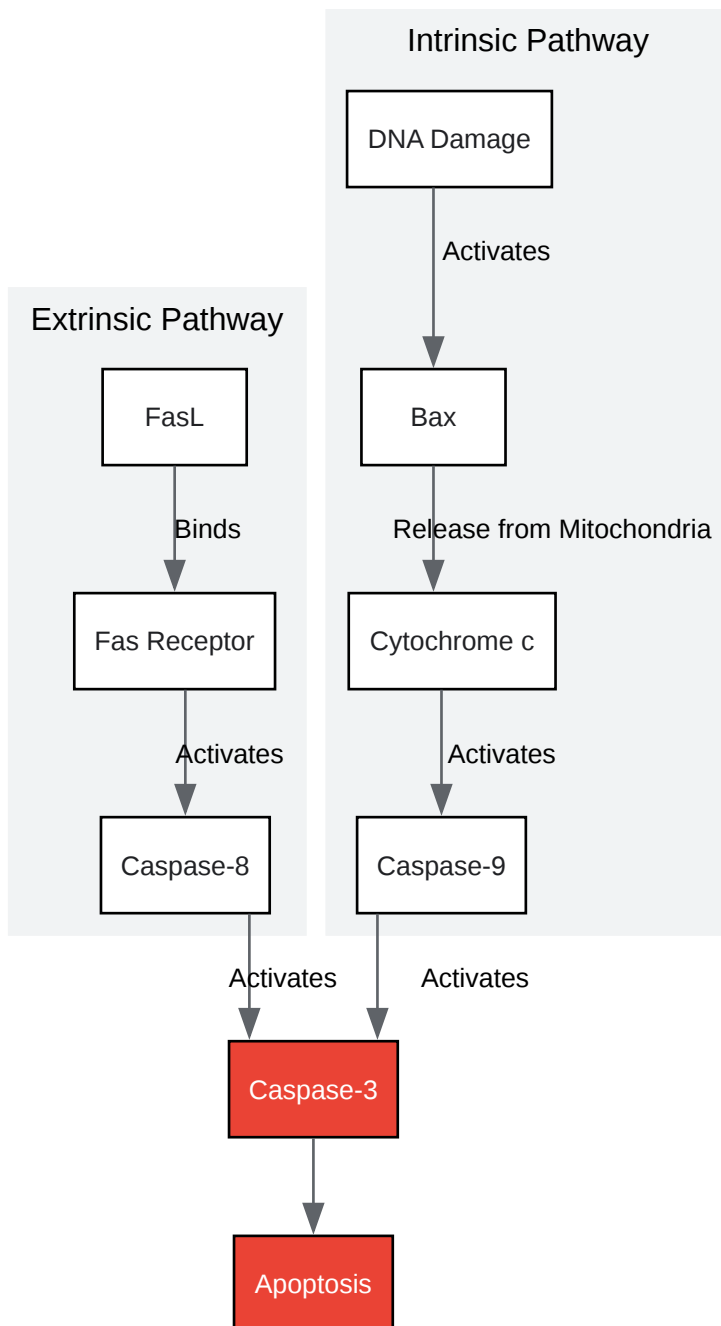 Intrinsic Pathway
DNA Damage
Activates
Extrinsic Pathway
FasL
Bax
Binds
Release from Mitochondria
Fas Receptor
Cytochrome c
Activates
Activates
Caspase-8
Caspase-9
Activates
Activates
Caspase-3
Apoptosis